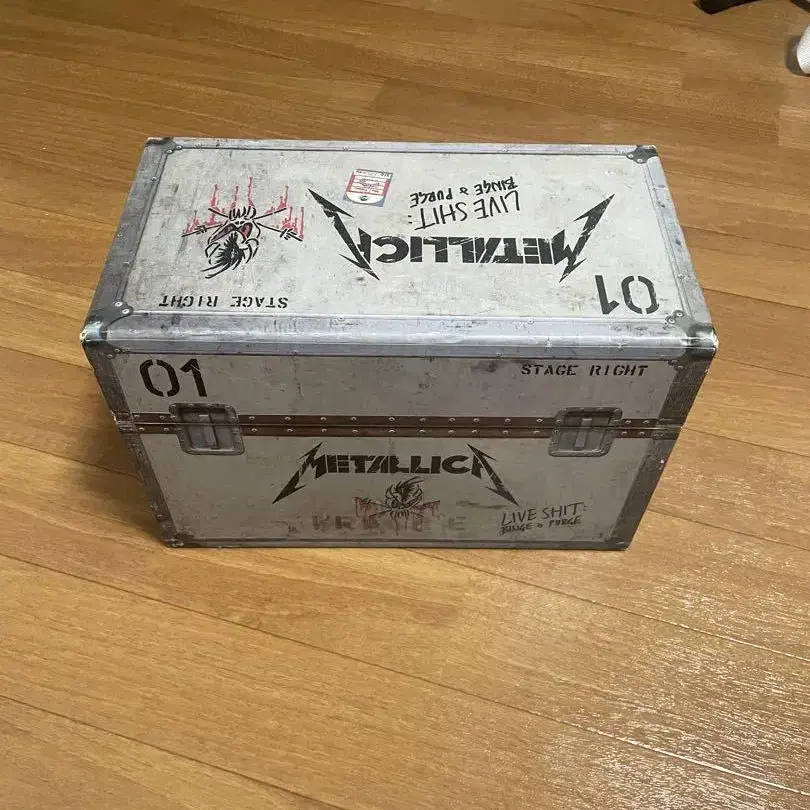 LIVE SHIT:
BINGE & PURGE
METALLICA
01
STAGE RIGHT
01
STAGE RIGHT
METALLICA
LIVE SHIT:
BINGE & PURGE